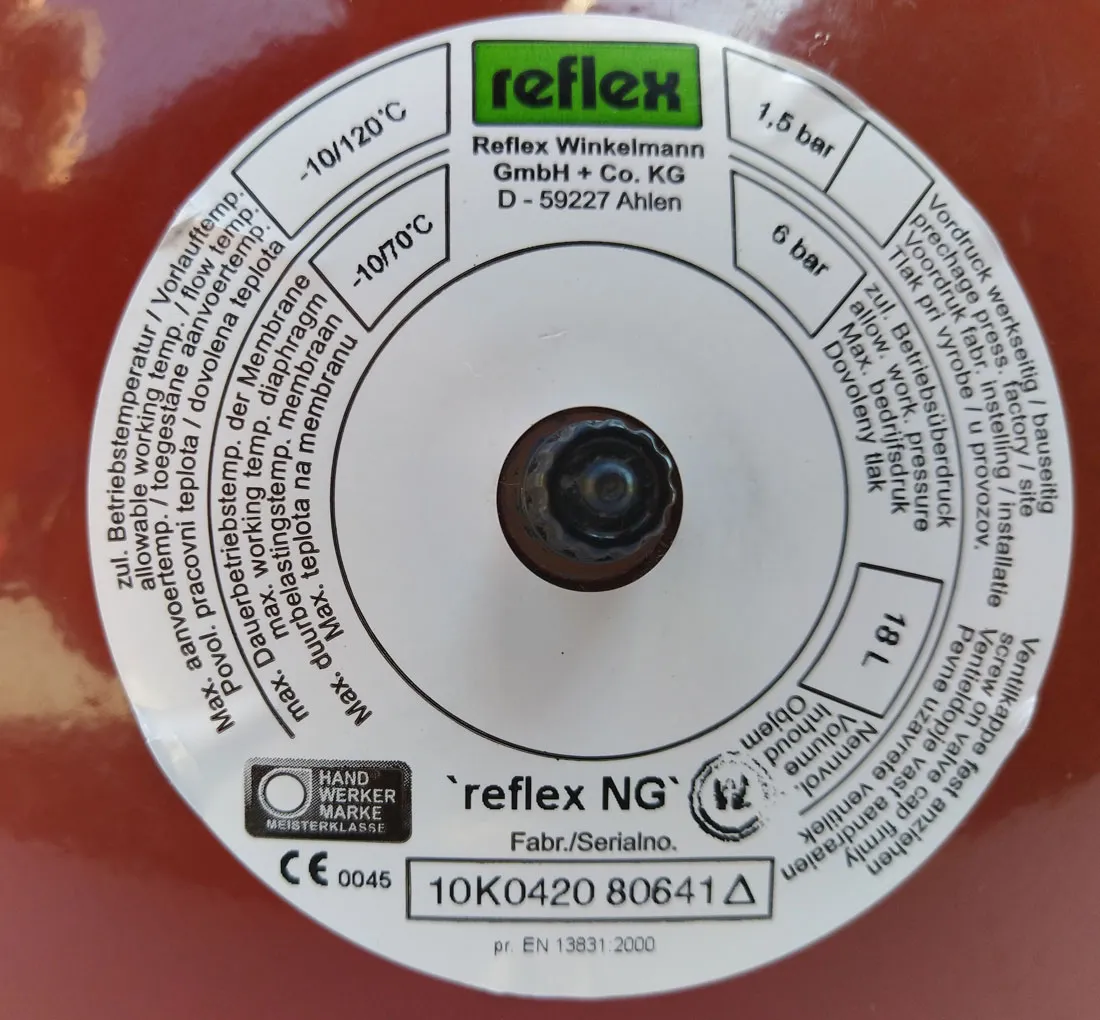 reflex
Reflex Winkelmann
GmbH + Co. KG
D - 59227 Ahlen
-10/120°C
zul. Betriebstemperatur / Vorlauftemp.
allowable working temp. / flow temp.
Max. aanvoertemp. / toegestane aanvoertemp.
Povol. pracovni teplota / dovolena teplota
-10/70°C
max. Dauerbetriebstemp. der Membrane
max. working temp. diaphragm
Max. duurbelastingstemp. membraan
Max. teplota na membranu
1,5 bar
Vordruck werkseitig / bauseitig
prechage press. factory / site
Voordruk fabr. instelling / installatie
Tlak pri vyrobe / u provozov.
6 bar
zul. Betriebsüberdruck
allow. work. pressure
Max. bedrijfsdruk
Dovoleny tlak
18 L
Nennvol.
Volumne
Inhoud
Objem
Ventilkappe fest anziehen
screw on valve cap firmly
Ventieldopje vast aandraaien
Pevne uzavrete ventilek
HAND
WERKER
MARKE
MEISTERKLASSE
`reflex NG`
W
Fabr./Serialno.
CE 0045
10K0420 80641 Δ
pr. EN 13831:2000